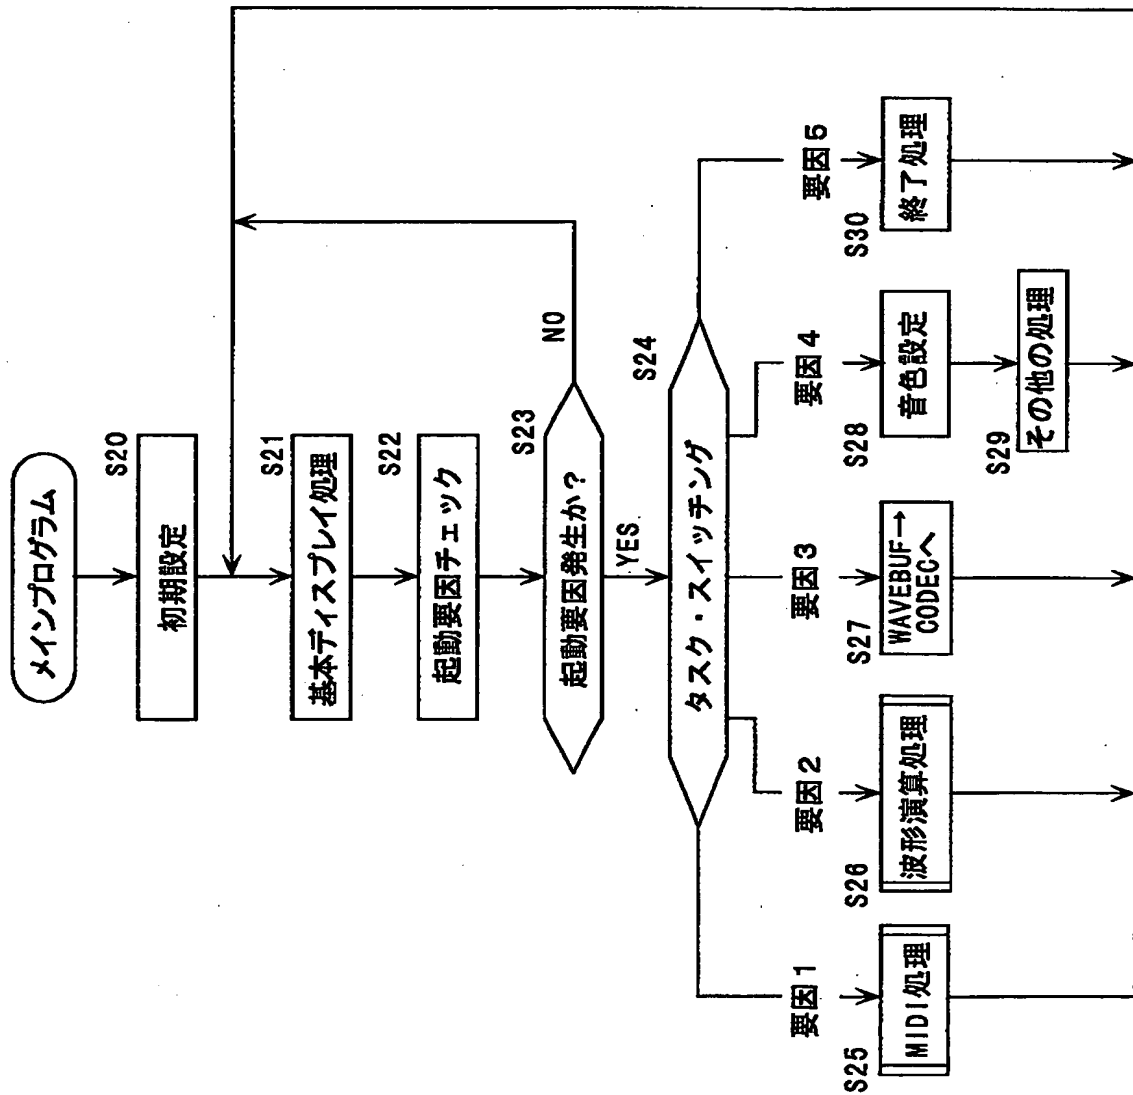 メインプログラム
S20
初期設定
S21
基本ディスプレイ処理
S22
起動要因チェック
S23
起動要因発生か?
NO
YES
S24
タスク・スイッチング
要因1
要因2
要因3
要因4
要因5
S25
MIDI処理
S26
波形演算処理
S27
WAVEBUF→
CODECへ
S28
音色設定
S29
その他の処理
S30
終了処理